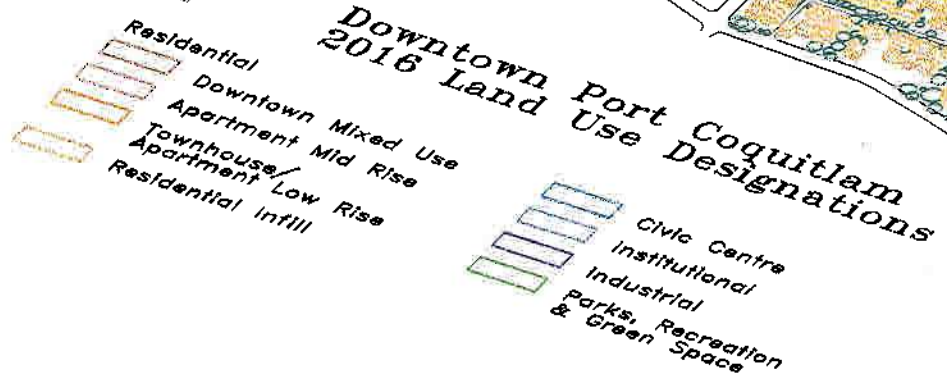 Downtown Port Coquitlam
2016 Land Use Designations
Residential
Downtown Mixed Use
Apartment Mid Rise
Townhouse/
Apartment Low Rise
Residential Infill
Civic Centre
Institutional
Industrial
Parks, Recreation
& Green Space